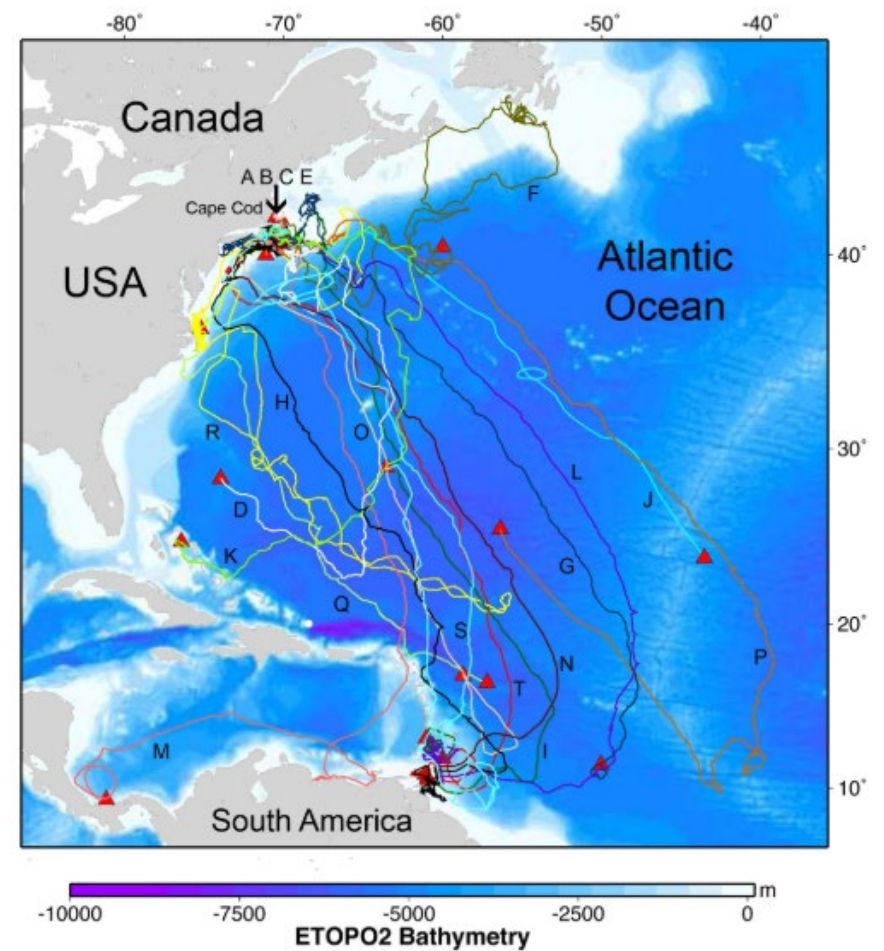 -80° -70° -60° -50° -40°
Canada
A B C E
Cape Cod
F
USA
Atlantic
Ocean
40°
H
R
O
30°
L
D
J
K
G
Q
20°
S
N
P
T
M
I
10°
South America
m
-10000 -7500 -5000 -2500 0
ETOPO2 Bathymetry